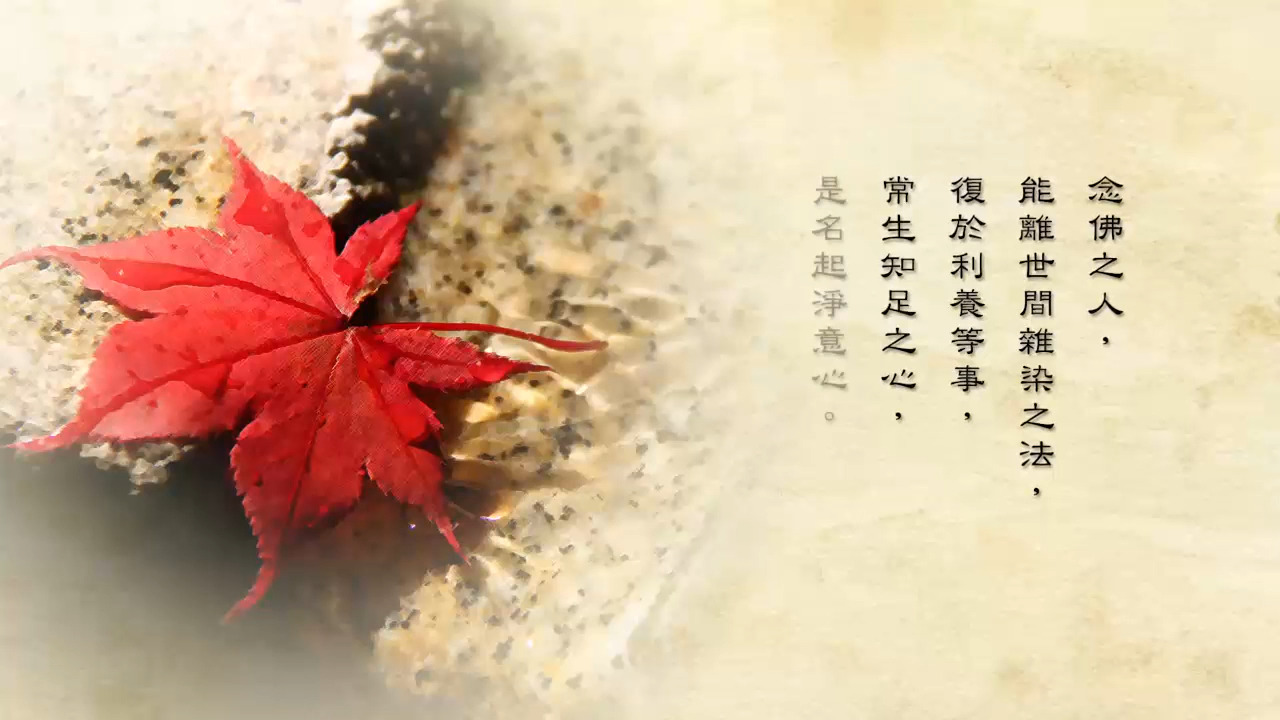 念佛之人，
能離世間雜染之法，
復於利養等事，
常生知足之心，
是名起淨意心。